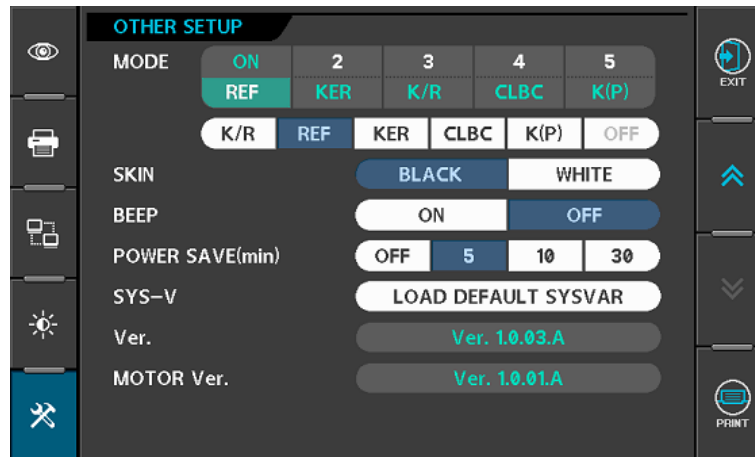 OTHER SETUP
MODE ON 2 3 4 5
REF KER K/R CLBC K(P)
K/R REF KER CLBC K(P) OFF
SKIN BLACK WHITE
BEEP ON OFF
POWER SAVE(min) OFF 5 10 30
SYS-V LOAD DEFAULT SYSVAR
Ver. Ver. 1.0.03.A
MOTOR Ver. Ver. 1.0.01.A
EXIT
PRINT